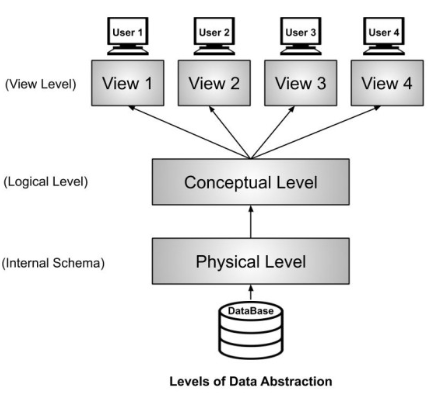 User 1 User 2 User 3 User 4
(View Level) View 1 View 2 View 3 View 4
(Logical Level) Conceptual Level
(Internal Schema) Physical Level
DataBase
Levels of Data Abstraction